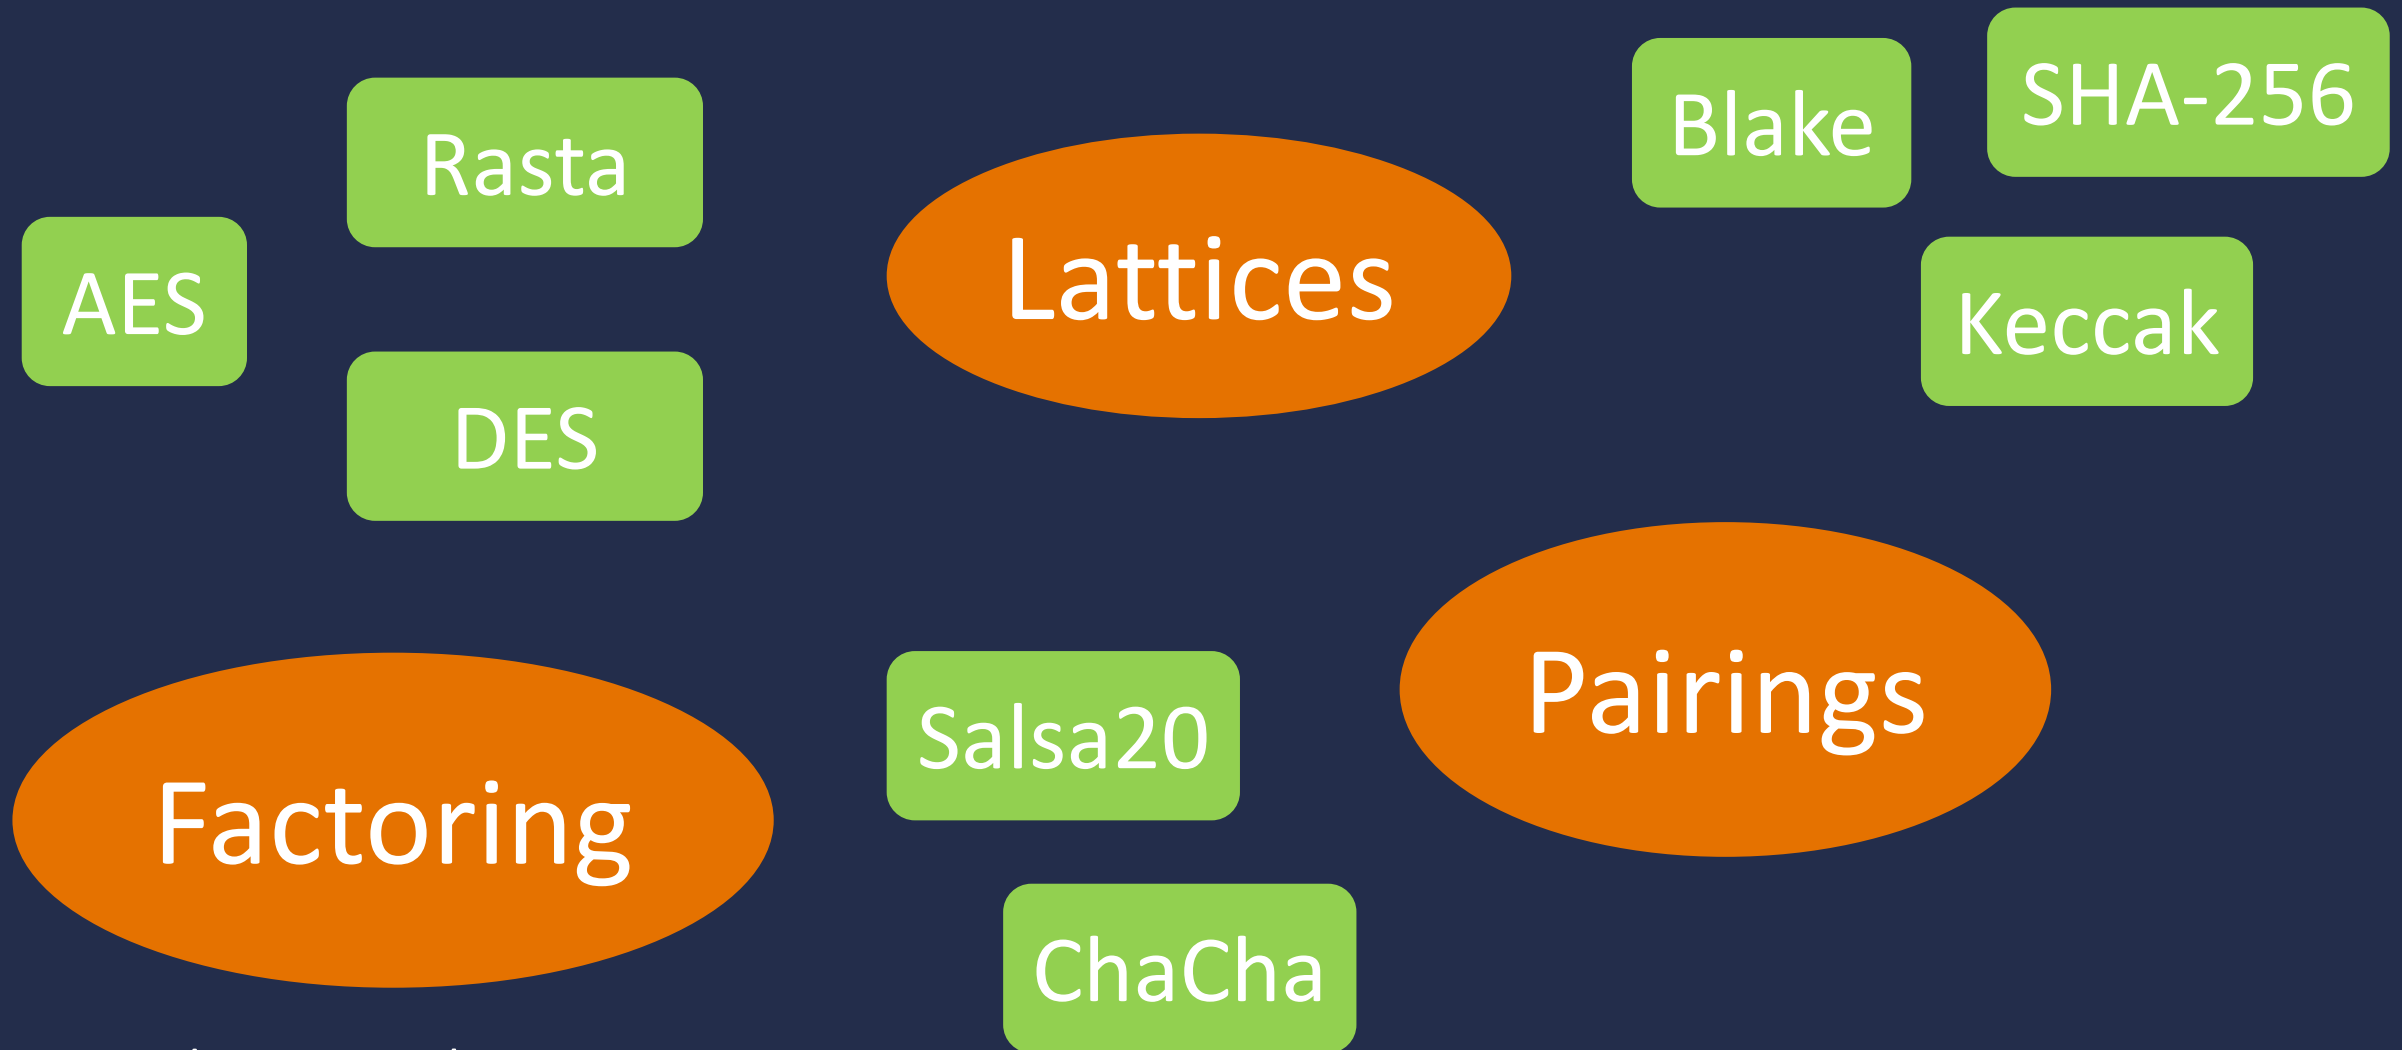 SHA-256
Blake
Rasta
Lattices
AES
Keccak
DES
Pairings
Salsa20
Factoring
ChaCha